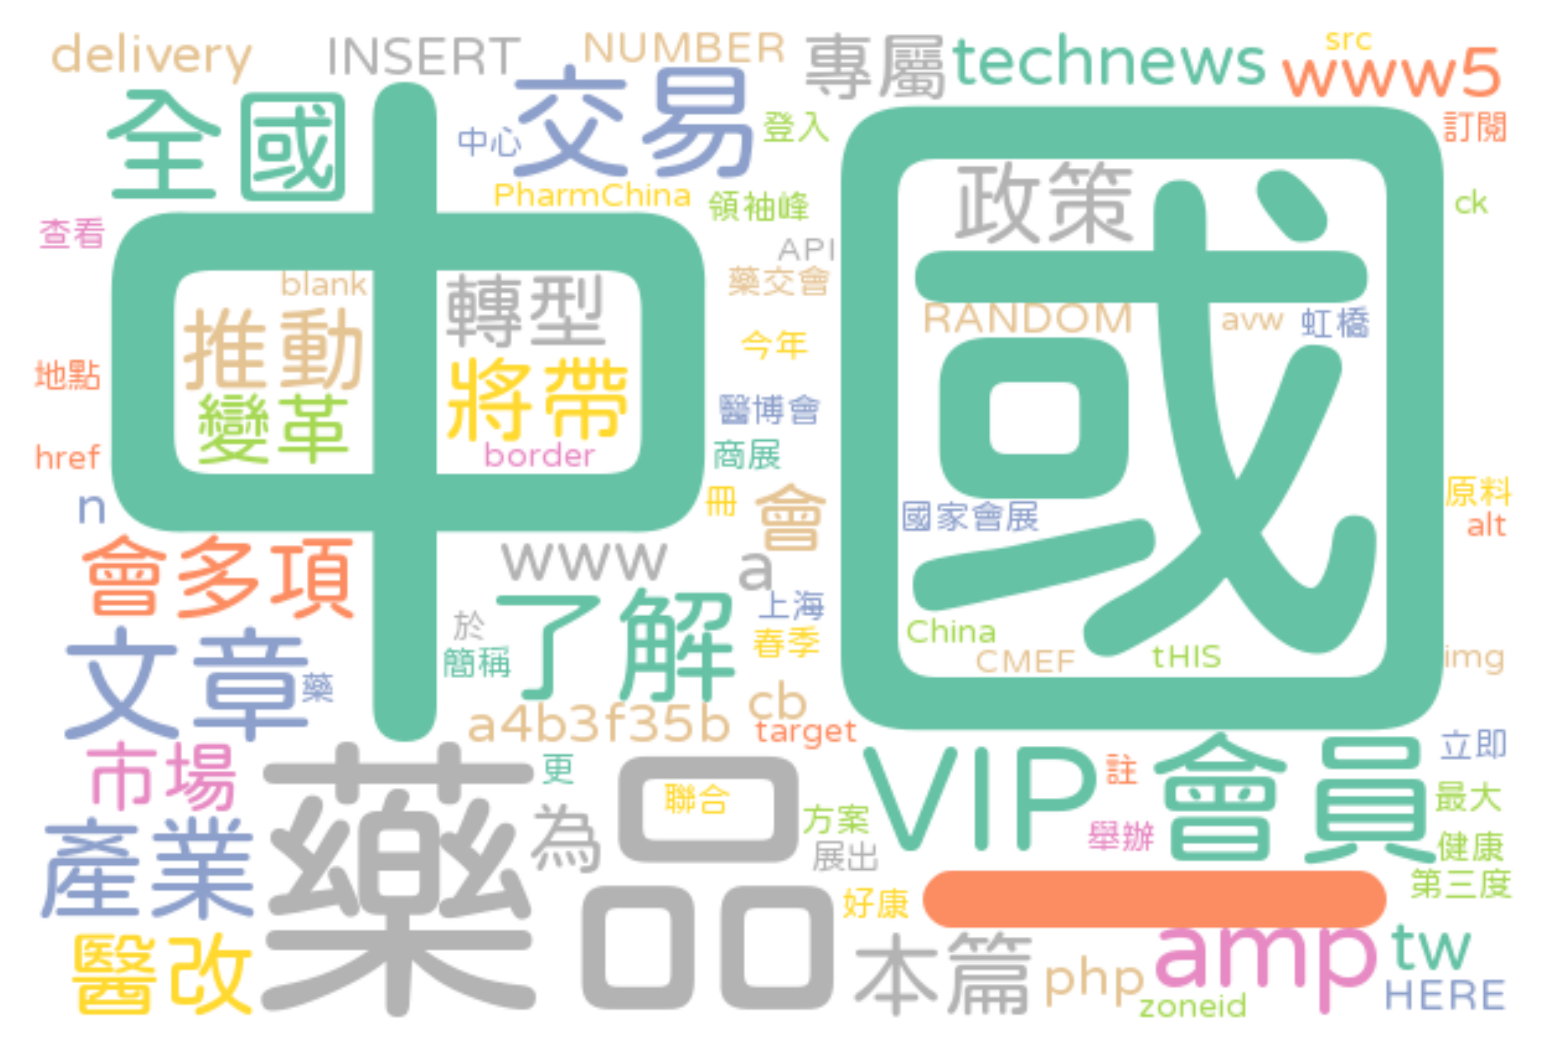 delivery
INSERT
NUMBER
專屬
technews
src
www5
全國
中國
中心
交易
登入
訂閱
PharmChina
領袖峰
政策
ck
查看
API
藥交會
blank
轉型
推動
RANDOM
avw
虹橋
今年
地點
將帶
變革
醫博會
href
border
商展
n
冊
會
國家會展
原料
alt
會多項
www
a
了解
上海
於
簡稱
春季
China
CMEF
tHIS
img
文章
藥
cb
a4b3f35b
target
市場
藥品
更
聯合
VIP會員
註
立即
最大
產業
為
方案
展出
舉辦
健康
第三度
好康
一
醫改
本篇
php
amp
tw
zoneid
HERE